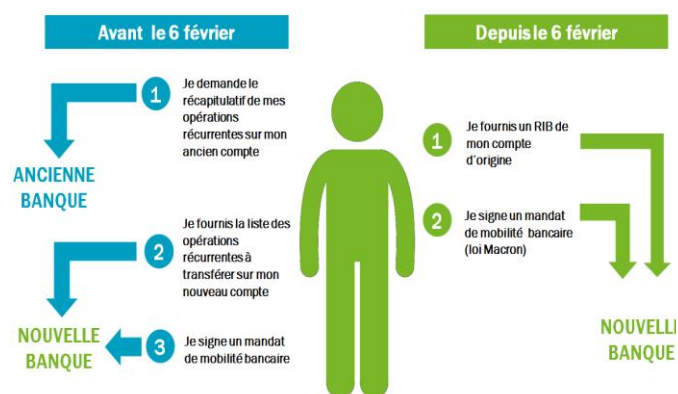 Avant le 6 février
1
Je demande le
récapitulatif de mes
opérations
récurrentes sur mon
ancien compte
ANCIENNE
BANQUE
2
Je fournis la liste des
opérations
récurrentes à
transférer sur mon
nouveau compte
NOUVELLE
BANQUE
3
Je signe un mandat
de mobilité bancaire
Depuis le 6 février
1
Je fournis un RIB de
mon compte
d'origine
2
Je signe un mandat
de mobilité bancaire
(loi Macron)
NOUVELLE
BANQUE